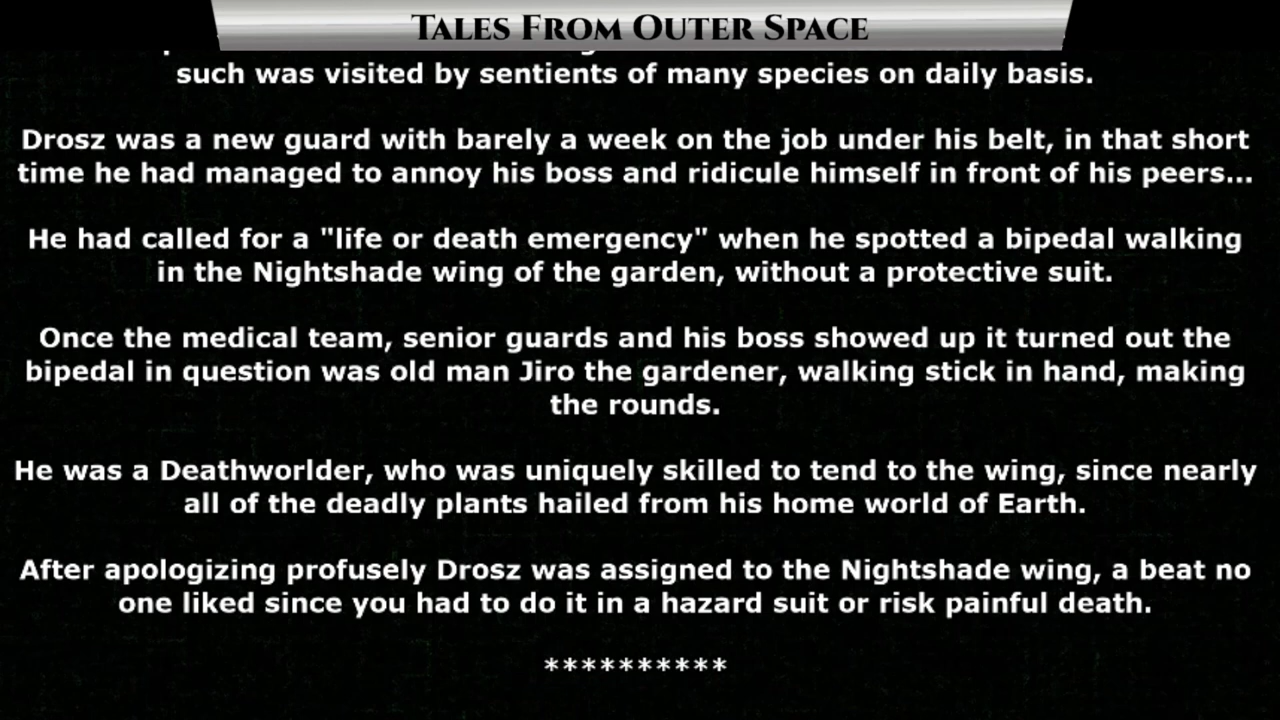 Tales From Outer Space
such was visited by sentients of many species on daily basis.
Drosz was a new guard with barely a week on the job under his belt, in that short
time he had managed to annoy his boss and ridicule himself in front of his peers...
He had called for a "life or death emergency" when he spotted a bipedal walking
in the Nightshade wing of the garden, without a protective suit.
Once the medical team, senior guards and his boss showed up it turned out the
bipedal in question was old man Jiro the gardener, walking stick in hand, making
the rounds.
He was a Deathworlder, who was uniquely skilled to tend to the wing, since nearly
all of the deadly plants hailed from his home world of Earth.
After apologizing profusely Drosz was assigned to the Nightshade wing, a beat no
one liked since you had to do it in a hazard suit or risk painful death.
**********